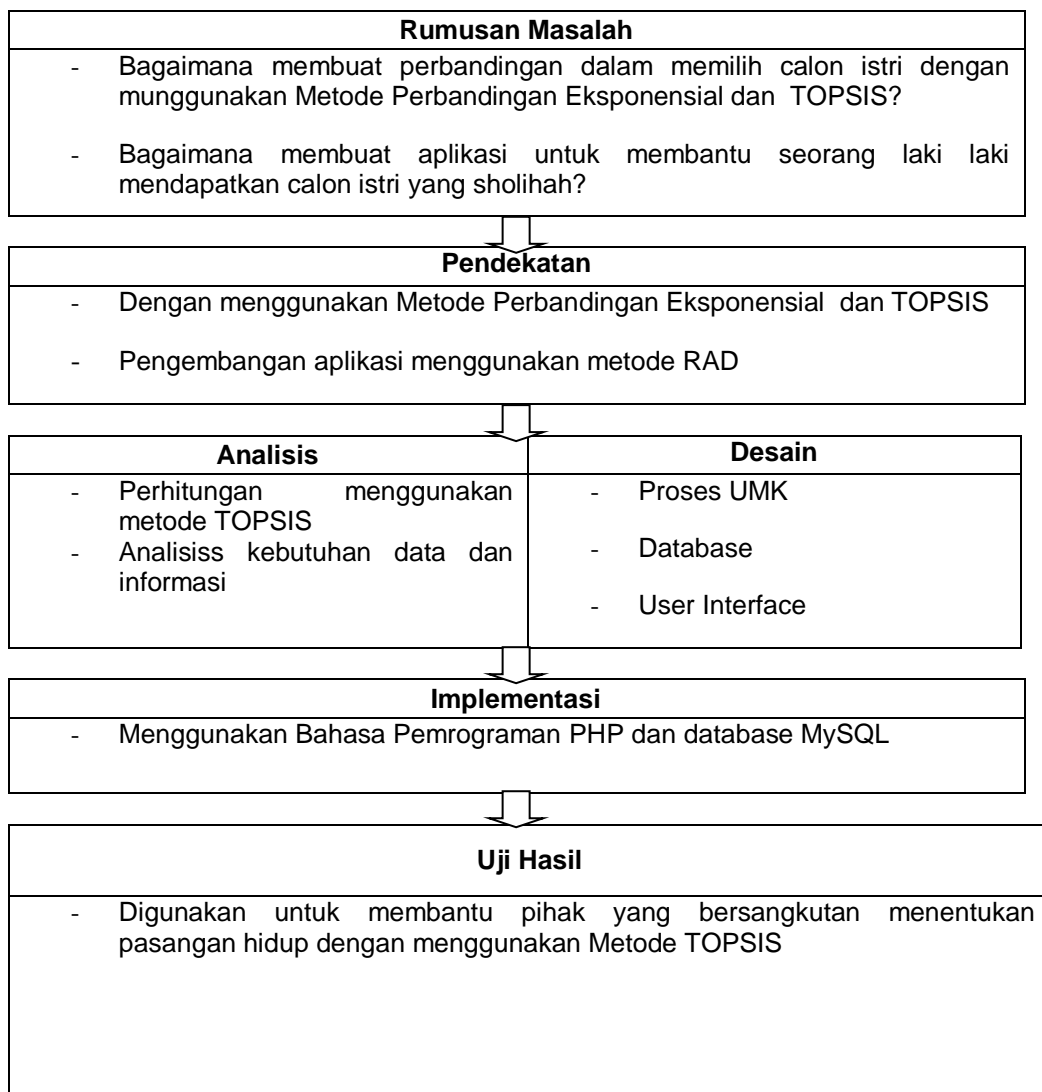 Rumusan Masalah
- Bagaimana membuat perbandingan dalam memilih calon istri dengan
munggunakan Metode Perbandingan Eksponensial dan TOPSIS?
- Bagaimana membuat aplikasi untuk membantu seorang laki laki
mendapatkan calon istri yang sholihah?
Pendekatan
- Dengan menggunakan Metode Perbandingan Eksponensial dan TOPSIS
- Pengembangan aplikasi menggunakan metode RAD
Analisis
- Perhitungan menggunakan
metode TOPSIS
- Analisiss kebutuhan data dan
informasi
Desain
- Proses UMK
- Database
- User Interface
Implementasi
- Menggunakan Bahasa Pemrograman PHP dan database MySQL
Uji Hasil
- Digunakan untuk membantu pihak yang bersangkutan menentukan
pasangan hidup dengan menggunakan Metode TOPSIS